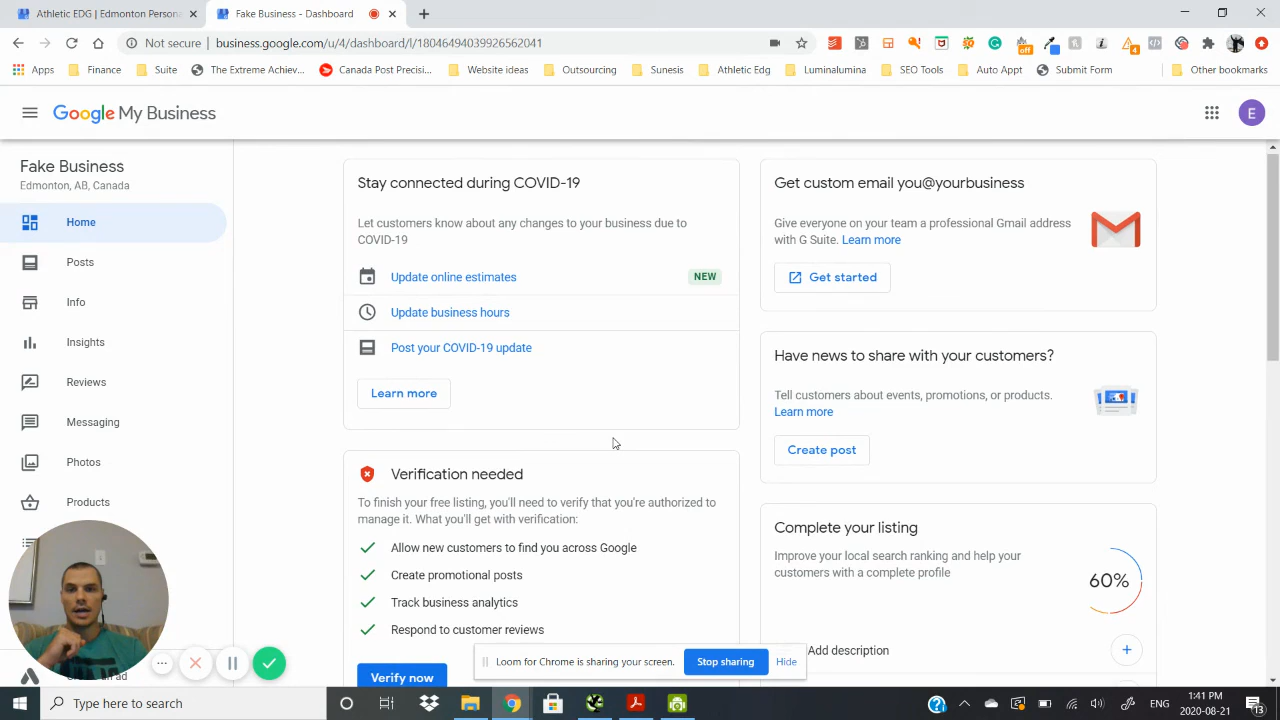 Athletic EDG | Edmonton Persona
Fake Business - Dashboard
Not secure
business.google.com/u/4/dashboard/l/18046464039926562041
off
4
Apps
Finance
Suite
The Extreme Achiev...
Canada Post Precisi...
Website ideas
Outsourcing
Sunesis
Athletic Edg
Luminalumina
SEO Tools
Auto Appt
Submit Form
Other bookmarks
Google My Business
E
Fake Business
Edmonton, AB, Canada
Home
Posts
Info
Insights
Reviews
Messaging
Photos
Products
Stay connected during COVID-19
Let customers know about any changes to your business due to
COVID-19
Update online estimates
NEW
Update business hours
Post your COVID-19 update
Learn more
Verification needed
To finish your free listing, you'll need to verify that you're authorized to
manage it. What you'll get with verification:
Allow new customers to find you across Google
Create promotional posts
Track business analytics
Respond to customer reviews
Verify now
Get custom email you@yourbusiness
Give everyone on your team a professional Gmail address
with G Suite. Learn more
Get started
Have news to share with your customers?
Tell customers about events, promotions, or products.
Learn more
Create post
Complete your listing
Improve your local search ranking and help your
customers with a complete profile
60%
Add description
Loom for Chrome is sharing your screen.
Stop sharing
Hide
Type here to search
ENG
1:41 PM
2020-08-21
13